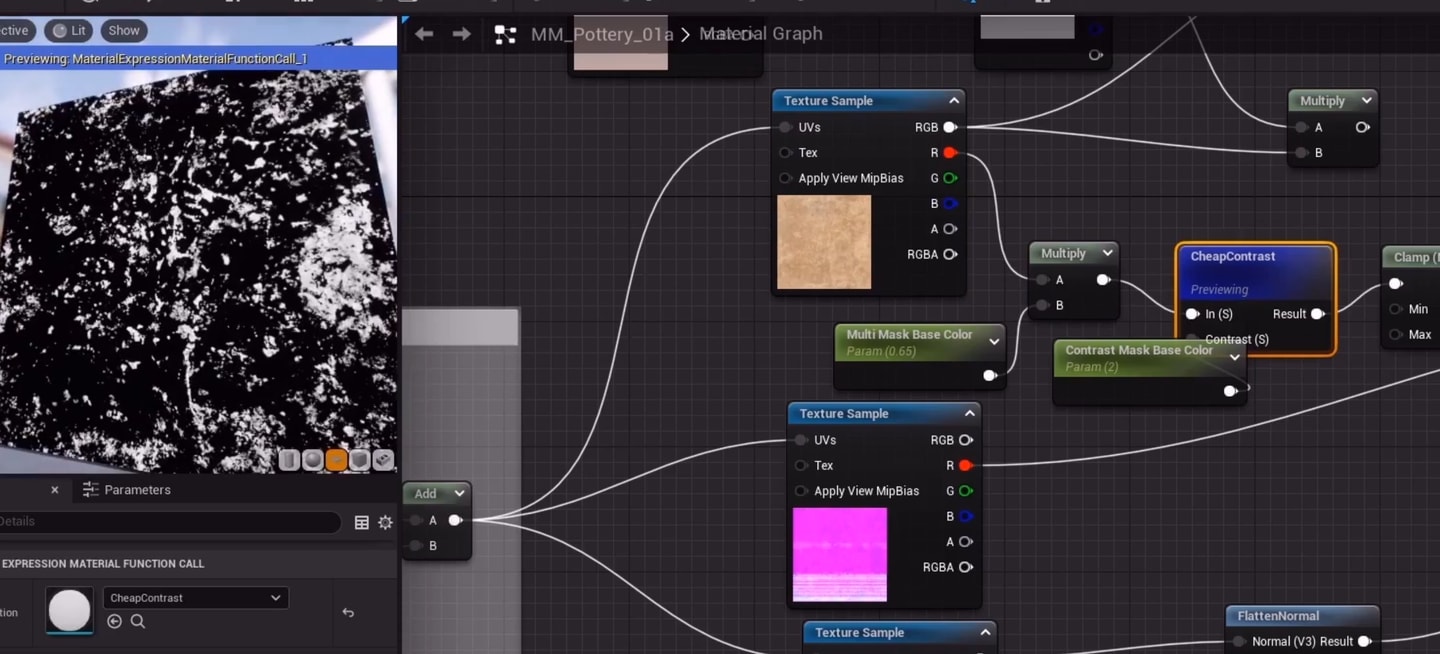 ective
Lit
Show
MM_Pottery_01a > Material Graph
Previewing: MaterialExpressionMaterialFunctionCall_1
Texture Sample
UVs
RGB
Tex
R
Apply View MipBias
G
B
A
RGBA
Multiply
A
B
Multiply
A
B
CheapContrast
Previewing
In (S)
Result
Contrast (S)
Clamp (
Min
Max
Multi Mask Base Color
Param (0.65)
Contrast Mask Base Color
Param (2)
Texture Sample
UVs
RGB
Tex
R
Apply View MipBias
G
B
A
RGBA
Add
A
B
Texture Sample
FlattenNormal
Normal (V3)
Result
Parameters
Details
EXPRESSION MATERIAL FUNCTION CALL
tion
CheapContrast